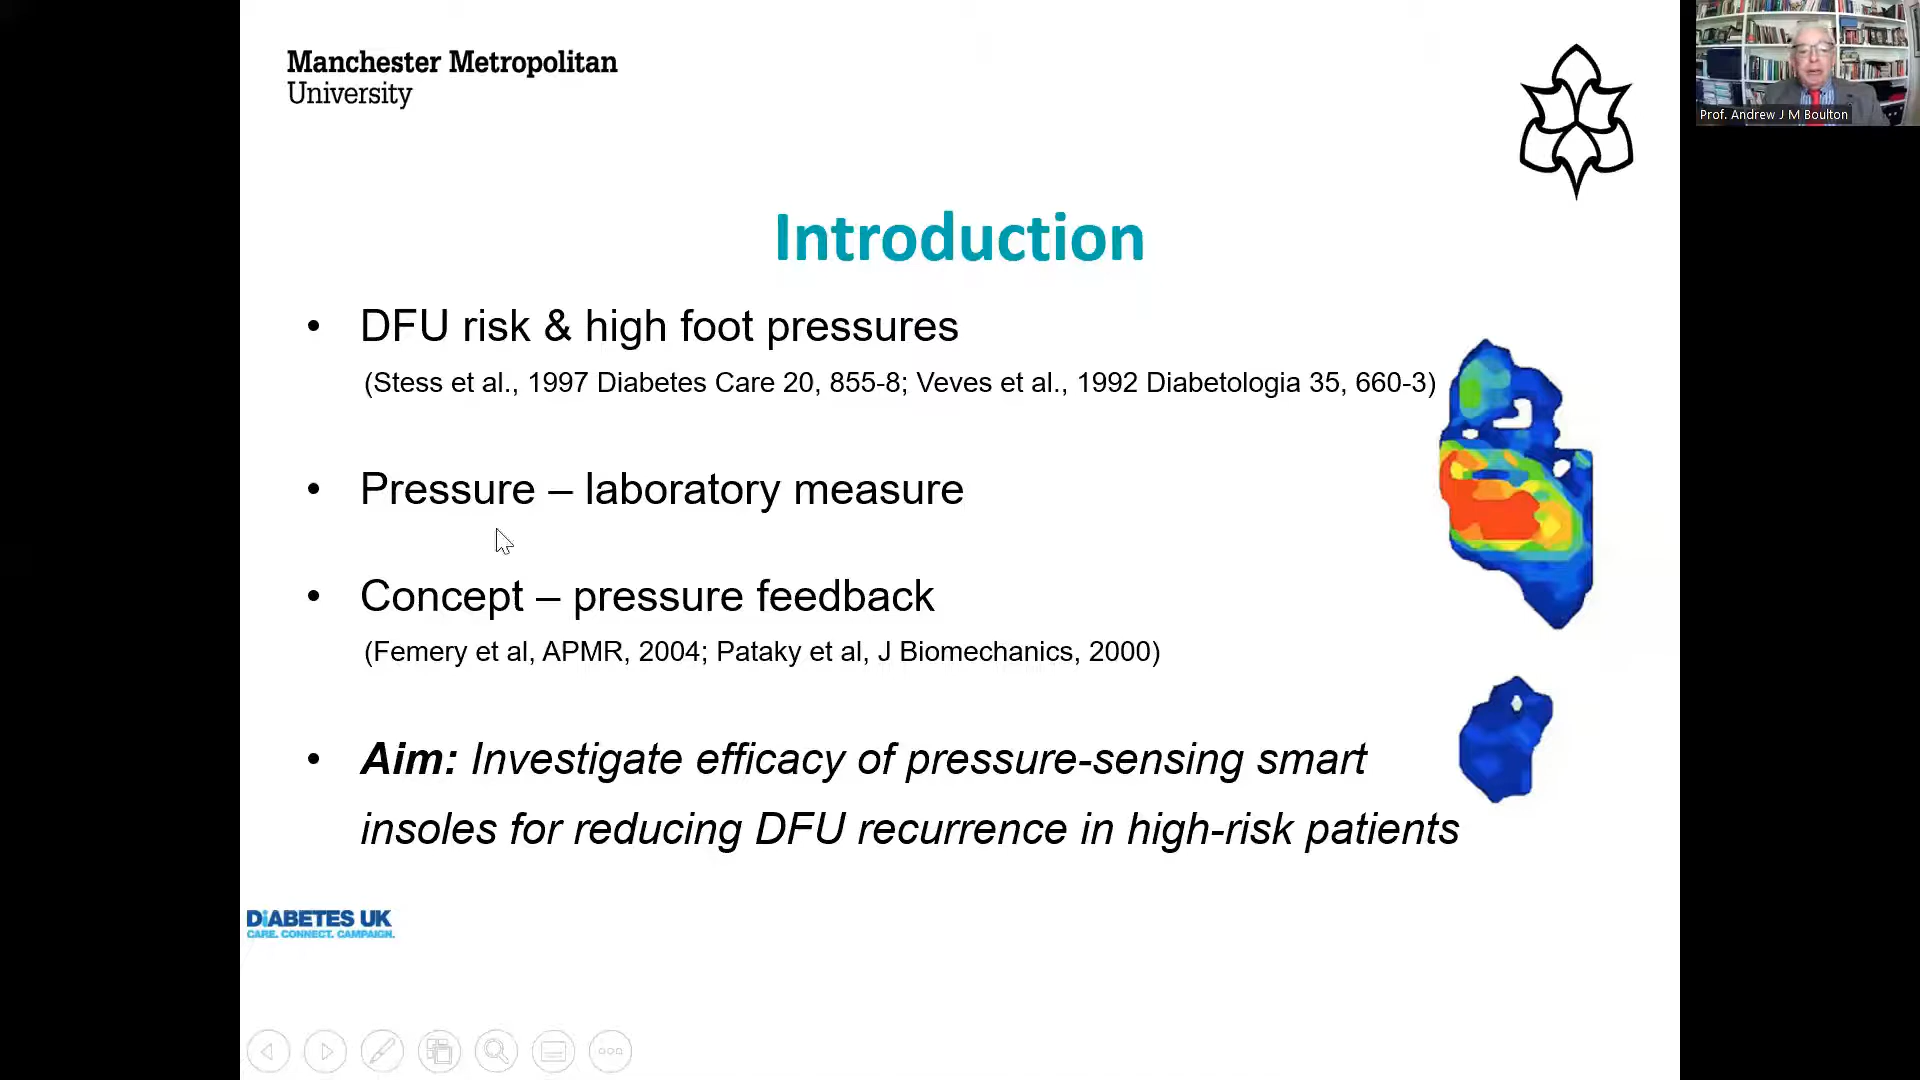 Manchester Metropolitan
University
Prof. Andrew J M Boulton
Introduction
• DFU risk & high foot pressures
(Stess et al., 1997 Diabetes Care 20, 855-8; Veves et al., 1992 Diabetologia 35, 660-3)
• Pressure – laboratory measure
• Concept – pressure feedback
(Femery et al, APMR, 2004; Pataky et al, J Biomechanics, 2000)
• Aim: Investigate efficacy of pressure-sensing smart
insoles for reducing DFU recurrence in high-risk patients
DiABETES UK
CARE. CONNECT. CAMPAIGN.